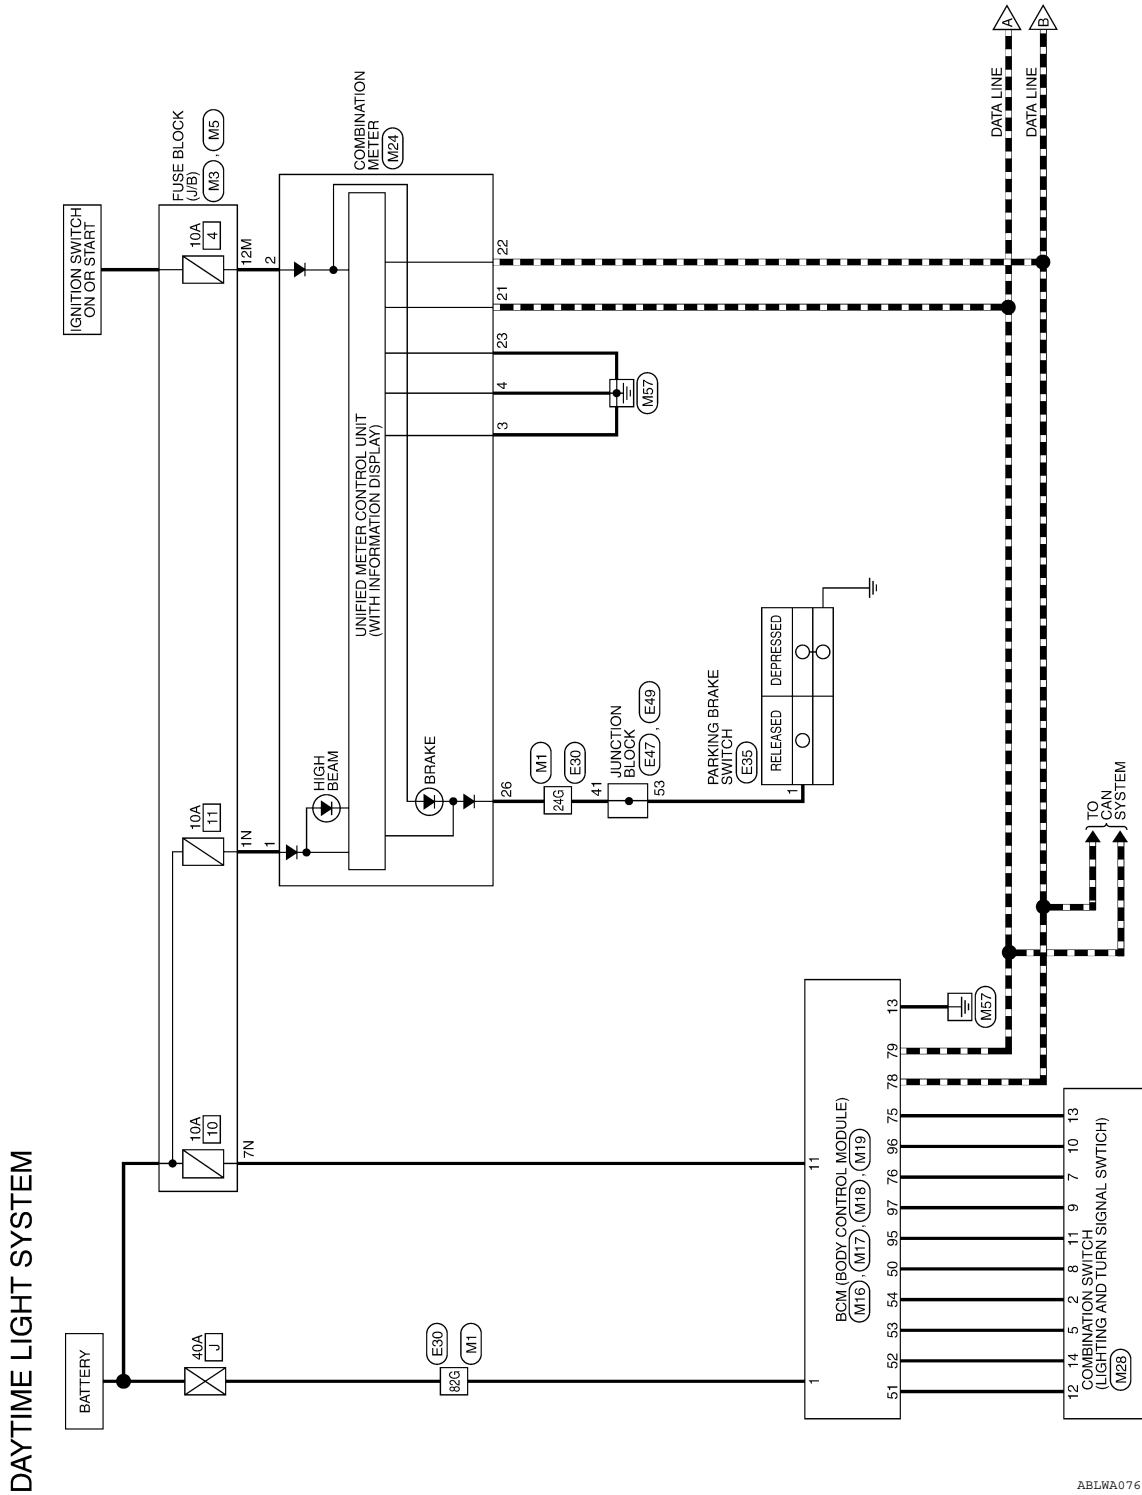 DAYTIME LIGHT SYSTEM
BATTERY
IGNITION SWITCH
ON OR START
FUSE BLOCK
(J/B)
M3 , M5
40A
J
10A
10
10A
11
10A
4
7N
1N
12M
1
2
COMBINATION
METER
M24
HIGH
BEAM
UNIFIED METER CONTROL UNIT
(WITH INFORMATION DISPLAY)
BRAKE
26
3
4
23
21
22
E30
M1
82G
M1
E30
24G
41
JUNCTION
BLOCK
E47 , E49
53
M57
PARKING BRAKE
SWITCH
E35
1
RELEASED
DEPRESSED
1
11
BCM (BODY CONTROL MODULE)
M16 , M17 , M18 , M19
51
52
53
54
50
95
97
76
96
75
78
79
13
M57
DATA LINE
A
DATA LINE
B
TO
CAN
SYSTEM
12
14
5
2
8
11
9
7
10
13
COMBINATION SWITCH
(LIGHTING AND TURN SIGNAL SWTICH)
M28
ABLWA076